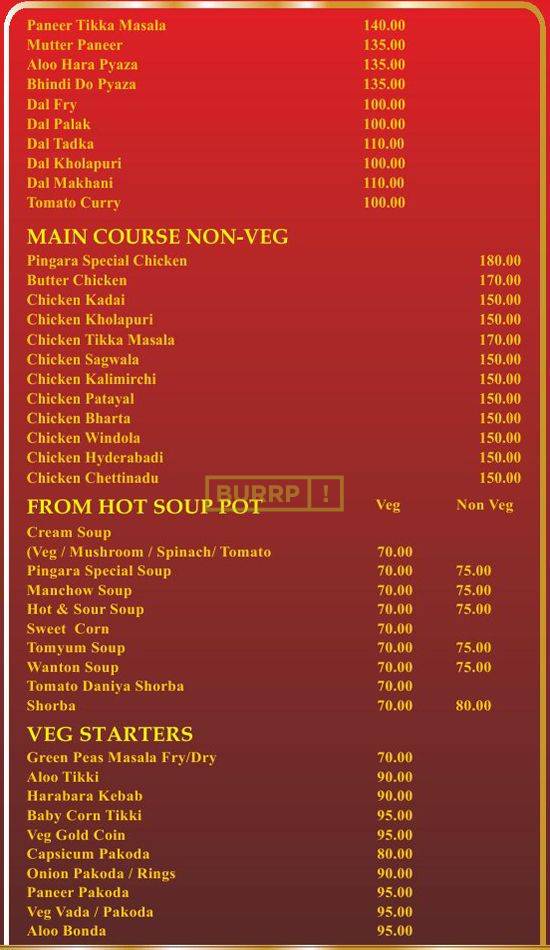 Paneer Tikka Masala 140.00
Mutter Paneer 135.00
Aloo Hara Pyaza 135.00
Bhindi Do Pyaza 135.00
Dal Fry 100.00
Dal Palak 100.00
Dal Tadka 110.00
Dal Kholapuri 100.00
Dal Makhani 110.00
Tomato Curry 100.00
MAIN COURSE NON-VEG
Pingara Special Chicken 180.00
Butter Chicken 170.00
Chicken Kadai 150.00
Chicken Kholapuri 150.00
Chicken Tikka Masala 170.00
Chicken Sagwala 150.00
Chicken Kalimirchi 150.00
Chicken Patayal 150.00
Chicken Bharta 150.00
Chicken Windola 150.00
Chicken Hyderabadi 150.00
Chicken Chettinadu 150.00
BURRP!
FROM HOT SOUP POT Veg Non Veg
Cream Soup
(Veg / Mushroom / Spinach/ Tomato 70.00
Pingara Special Soup 70.00 75.00
Manchow Soup 70.00 75.00
Hot & Sour Soup 70.00 75.00
Sweet Corn 70.00
Tomyum Soup 70.00 75.00
Wanton Soup 70.00 75.00
Tomato Daniya Shorba 70.00
Shorba 70.00 80.00
VEG STARTERS
Green Peas Masala Fry/Dry 70.00
Aloo Tikki 90.00
Harabara Kebab 90.00
Baby Corn Tikki 95.00
Veg Gold Coin 95.00
Capsicum Pakoda 80.00
Onion Pakoda / Rings 90.00
Paneer Pakoda 95.00
Veg Vada / Pakoda 95.00
Aloo Bonda 95.00